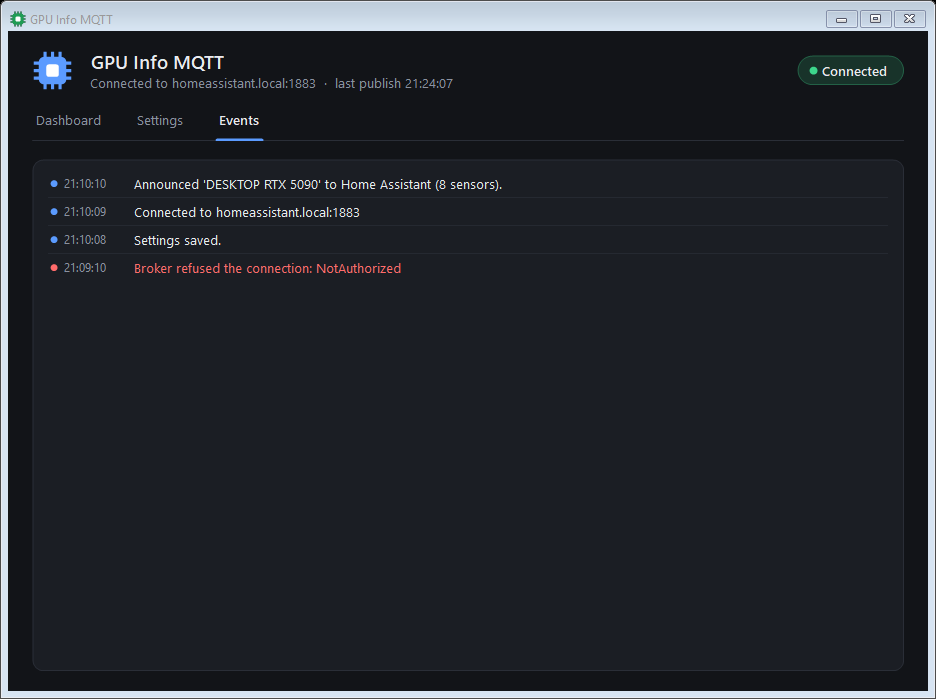 GPU Info MQTT
GPU Info MQTT
Connected to homeassistant.local:1883 · last publish 21:24:07
Connected
Dashboard Settings Events
21:10:10 Announced 'DESKTOP RTX 5090' to Home Assistant (8 sensors).
21:10:09 Connected to homeassistant.local:1883
21:10:08 Settings saved.
21:09:10 Broker refused the connection: NotAuthorized